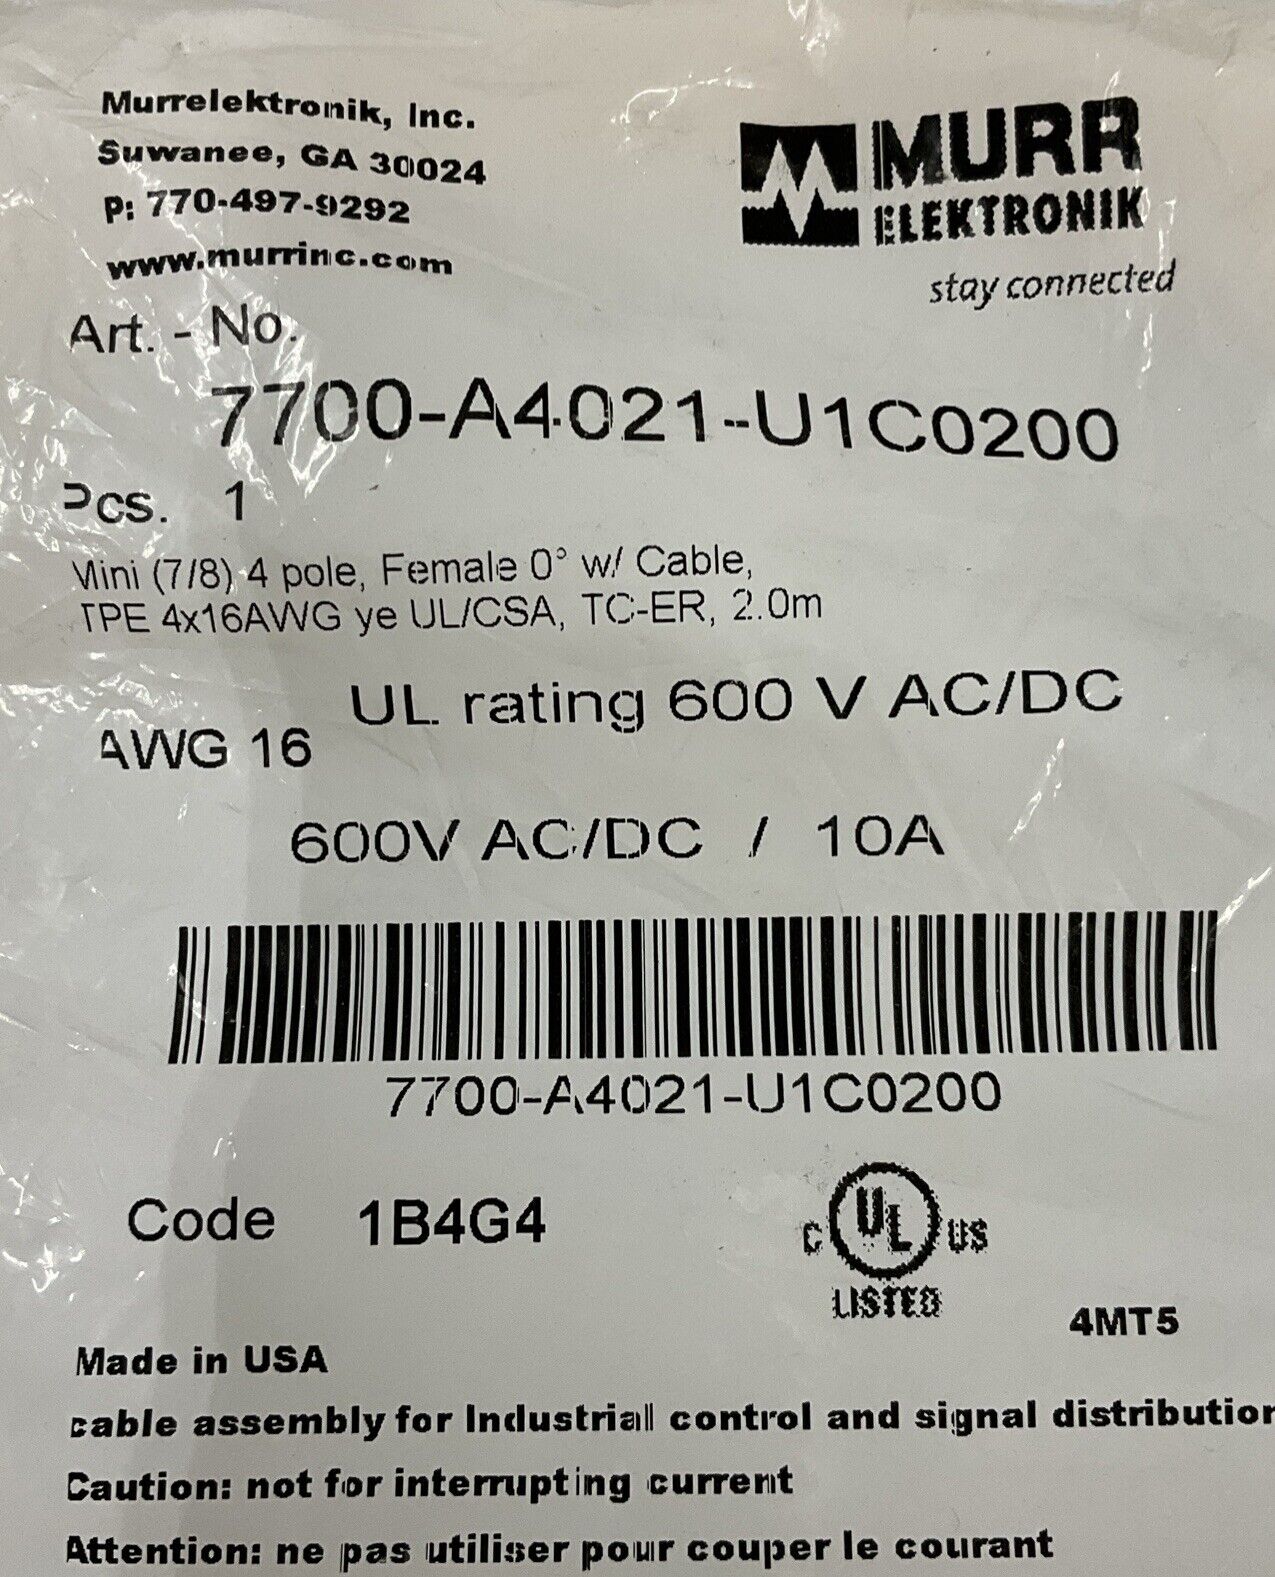 Murrelektronik, Inc.
Suwanee, GA 30024
P: 770-497-9292
www.murrinc.com
MURR
ELEKTRONIK
stay connected
Art. - No.
7700-A4021-U1C0200
Pcs. 1
Mini (7/8) 4 pole, Female 0° w/ Cable,
TPE 4x16AWG ye UL/CSA, TC-ER, 2.0m
UL rating 600 V AC/DC
AWG 16
600V AC/DC / 10A
7700-A4021-U1C0200
Code 1B4G4
C UL US
LISTED
4MT5
Made in USA
cable assembly for Industrial control and signal distribution
Caution: not for interrupting current
Attention: ne pas utiliser pour couper le courant